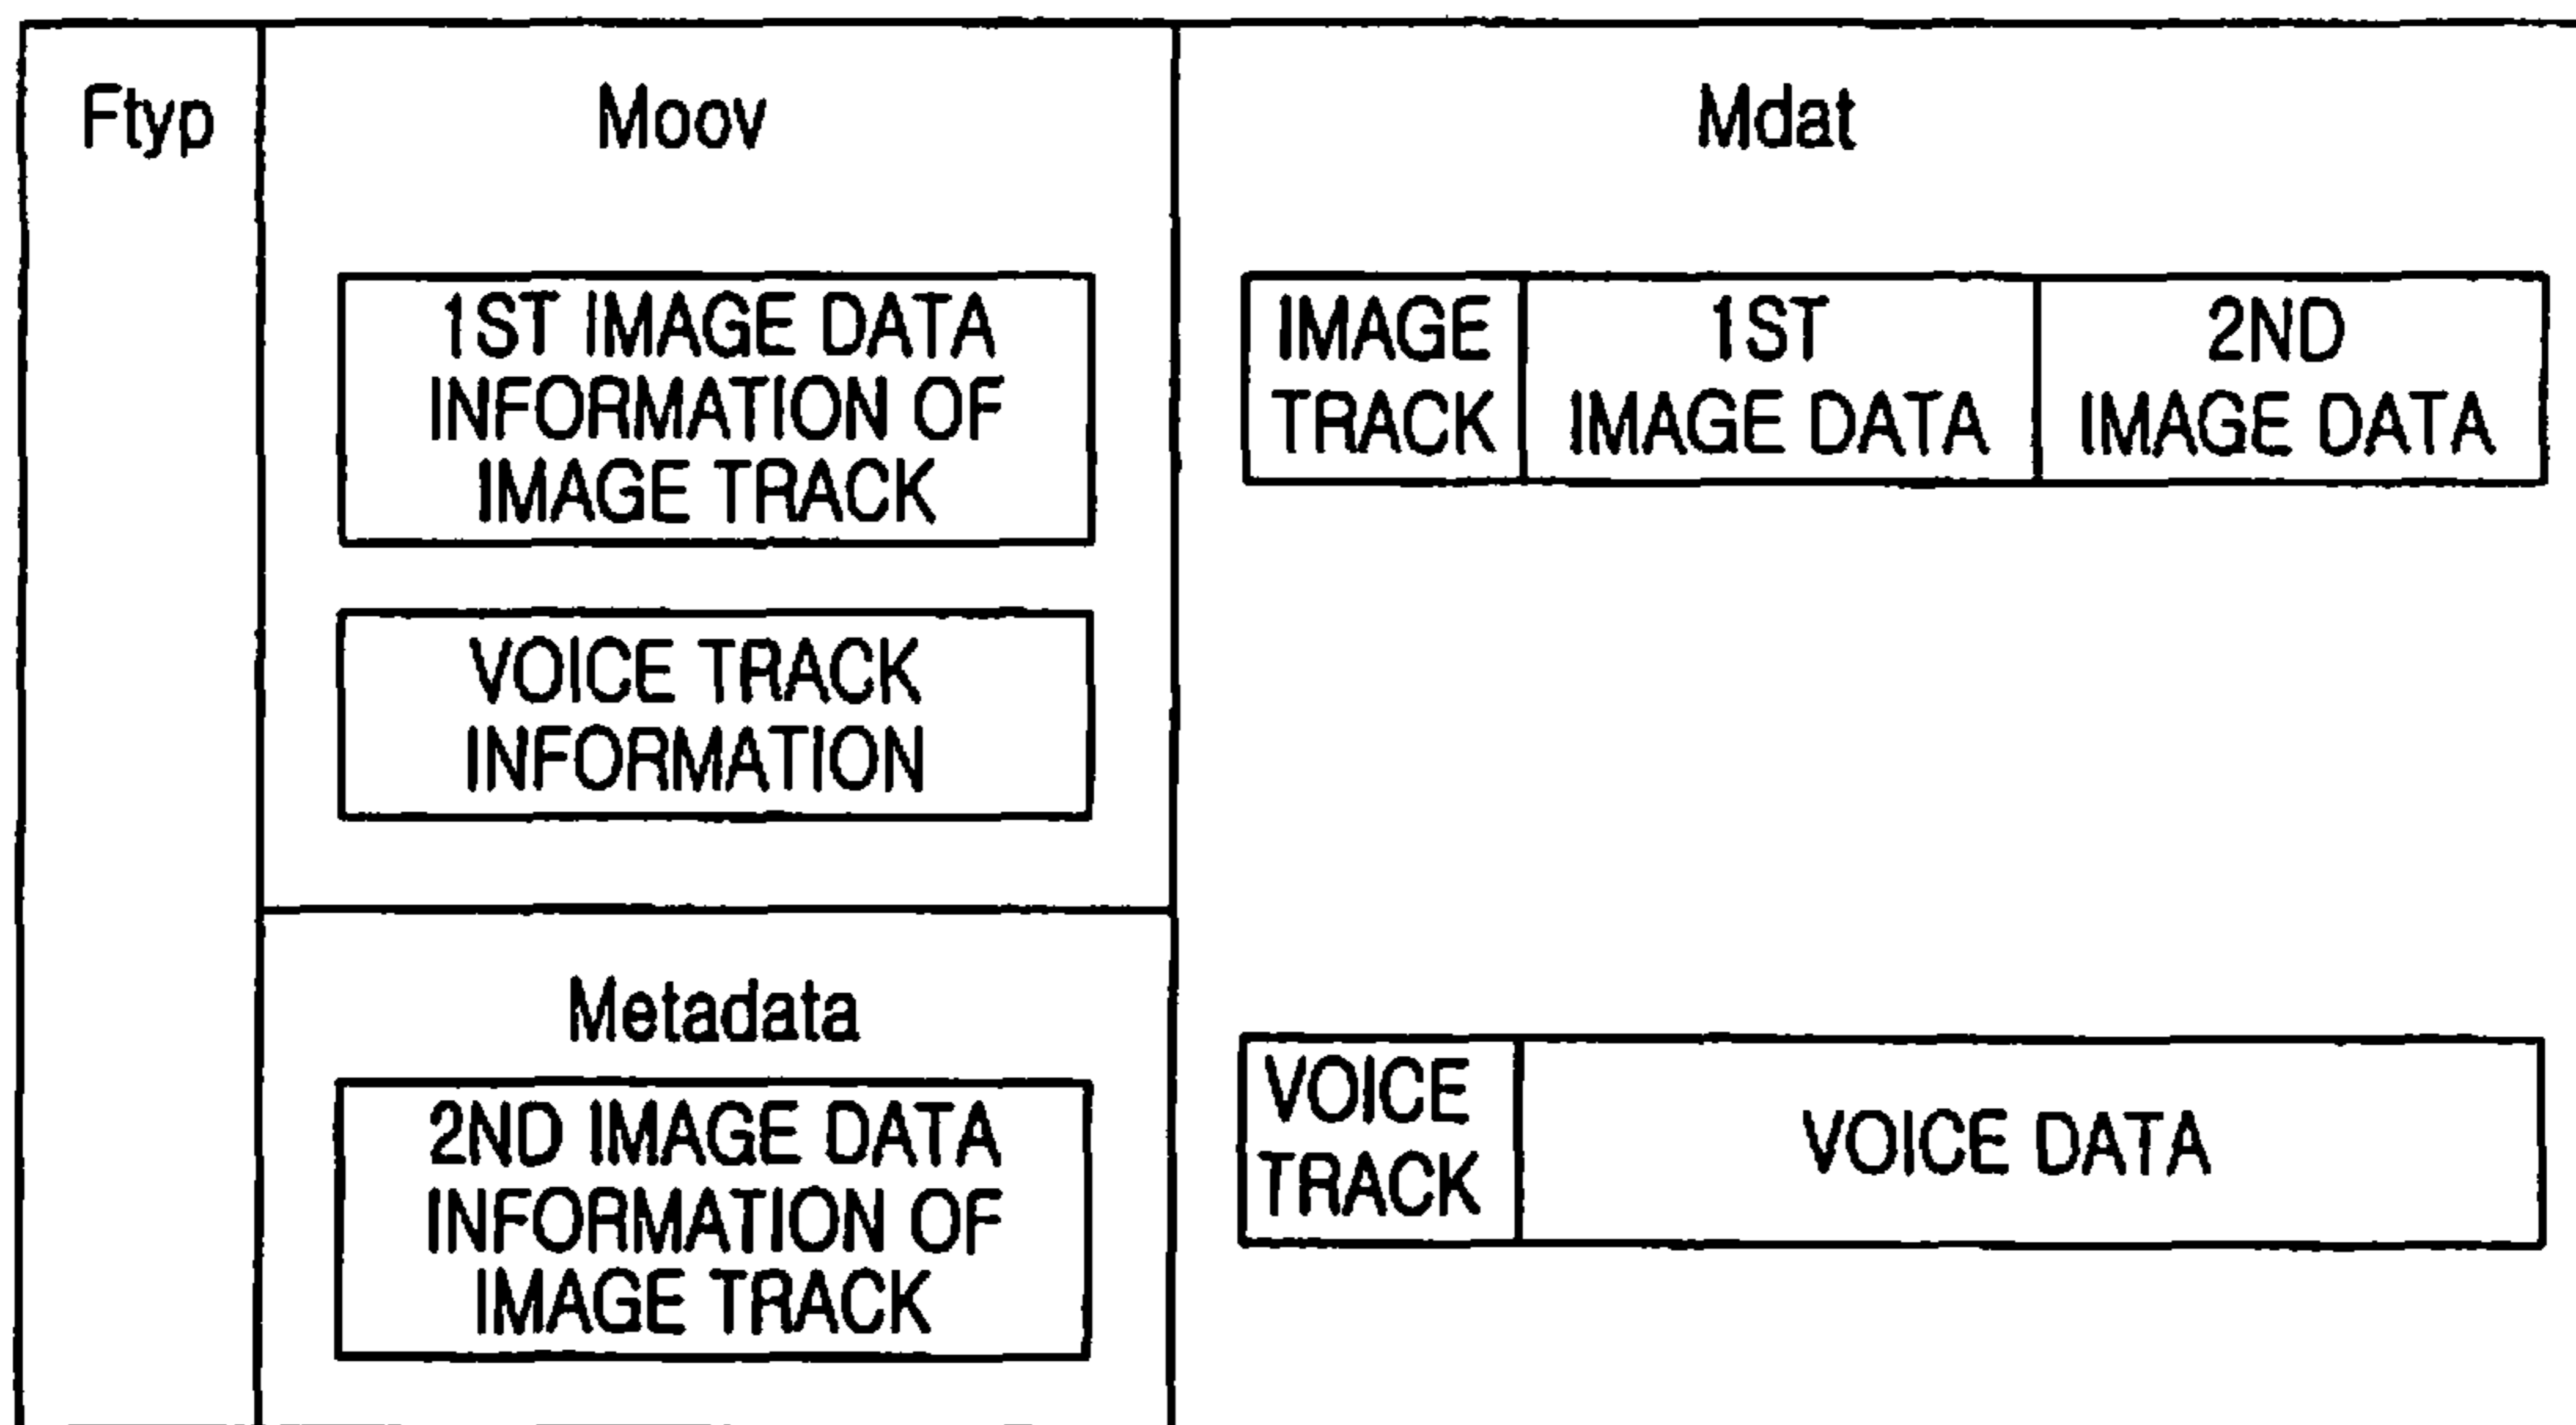 Ftyp
Moov
1ST IMAGE DATA
INFORMATION OF
IMAGE TRACK
VOICE TRACK
INFORMATION
Metadata
2ND IMAGE DATA
INFORMATION OF
IMAGE TRACK
Mdat
IMAGE
TRACK
1ST
IMAGE DATA
2ND
IMAGE DATA
VOICE
TRACK
VOICE DATA